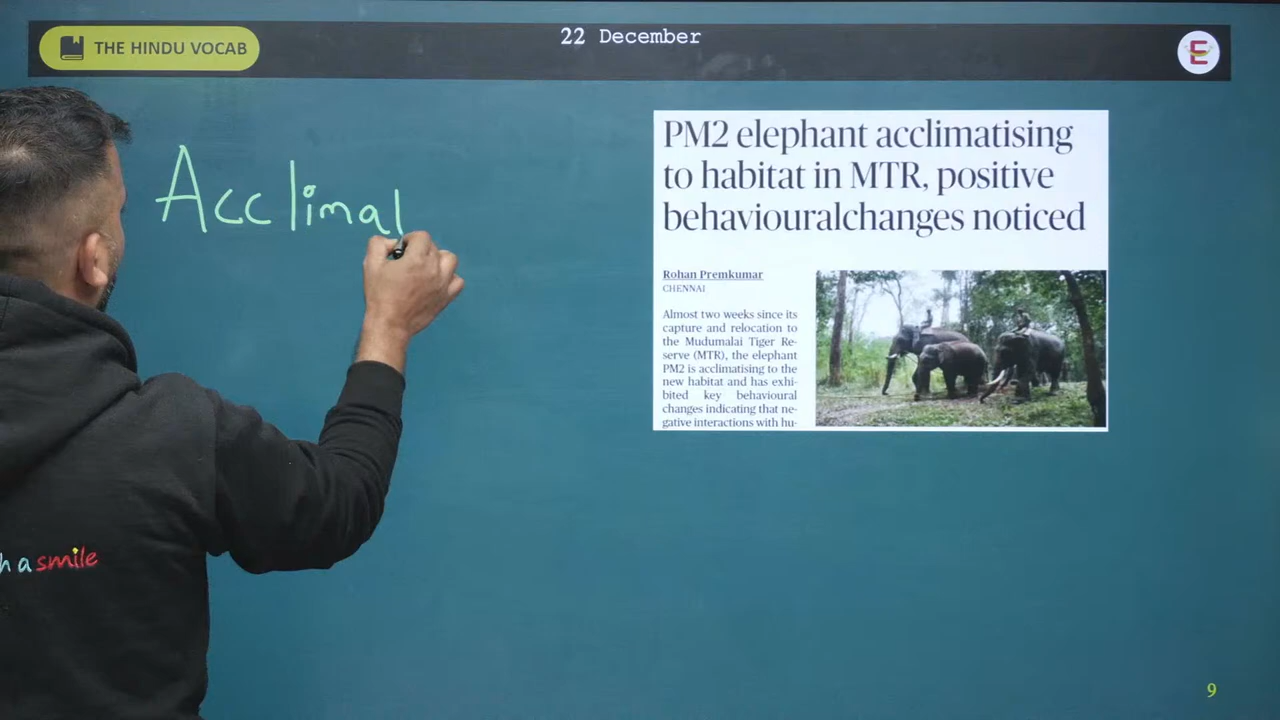 THE HINDU VOCAB
22 December
E
Acclimal
PM2 elephant acclimatising
to habitat in MTR, positive
behaviouralchanges noticed
Rohan Premkumar
CHENNAI
Almost two weeks since its
capture and relocation to
the Mudumalai Tiger Re-
serve (MTR), the elephant
PM2 is acclimatising to the
new habitat and has exhi-
bited key behavioural
changes indicating that ne-
gative interactions with hu-
h a smile
9